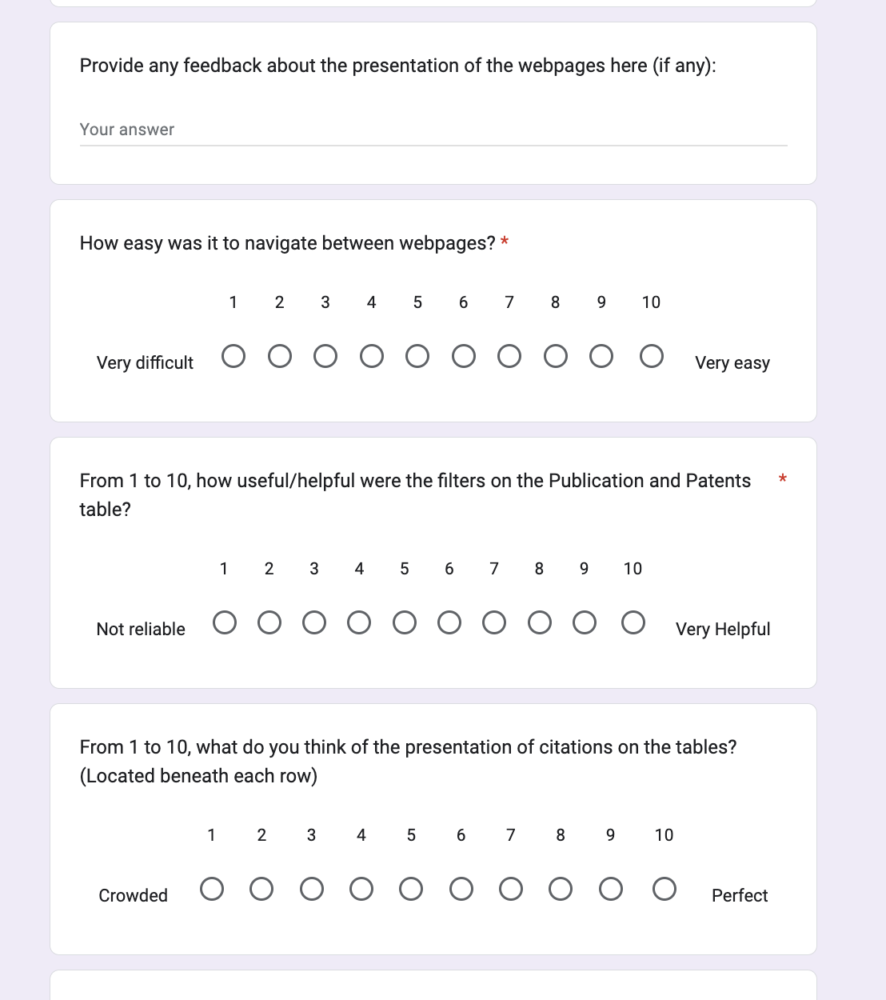 Provide any feedback about the presentation of the webpages here (if any):
Your answer
How easy was it to navigate between webpages? *
1 2 3 4 5 6 7 8 9 10
Very difficult Very easy
From 1 to 10, how useful/helpful were the filters on the Publication and Patents *
table?
1 2 3 4 5 6 7 8 9 10
Not reliable Very Helpful
From 1 to 10, what do you think of the presentation of citations on the tables?
(Located beneath each row)
1 2 3 4 5 6 7 8 9 10
Crowded Perfect